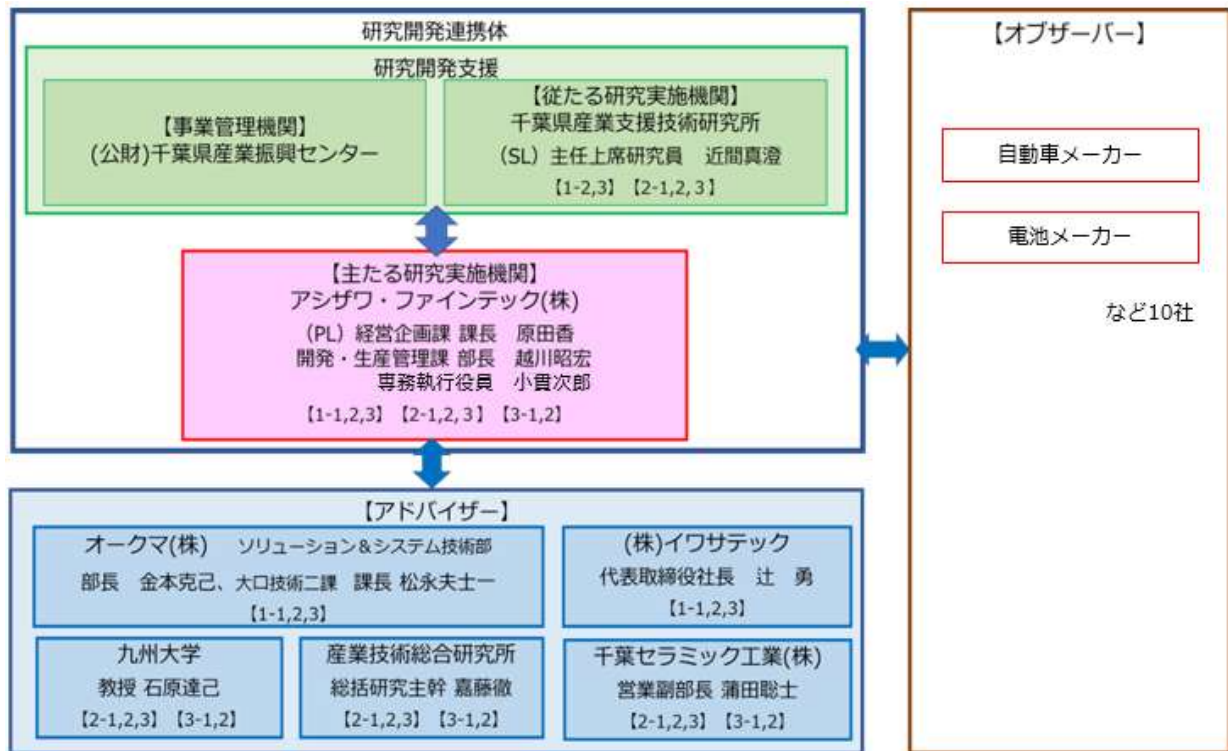 研究開発連携体
研究開発支援
【事業管理機関】
(公財)千葉県産業振興センター
【従たる研究実施機関】
千葉県産業支援技術研究所
(SL) 主任上席研究員 近間真澄
【1-2,3】【2-1,2,3】
【主たる研究実施機関】
アシザワ・ファインテック(株)
(PL) 経営企画課 課長 原田香
開発・生産管理課 部長 越川昭宏
専務執行役員 小貫次郎
【1-1,2,3】【2-1,2,3】【3-1,2】
【オブザーバー】
自動車メーカー
電池メーカー
など10社
【アドバイザー】
オークマ(株) ソリューション&システム技術部
部長 金本克己、大口技術二課 課長 松永夫士一
【1-1,2,3】
(株)イワサテック
代表取締役社長 辻 勇
【1-1,2,3】
九州大学
教授 石原達己
【2-1,2,3】【3-1,2】
産業技術総合研究所
総括研究主幹 嘉藤徹
【2-1,2,3】【3-1,2】
千葉セラミック工業(株)
営業副部長 蒲田聡士
【2-1,2,3】【3-1,2】